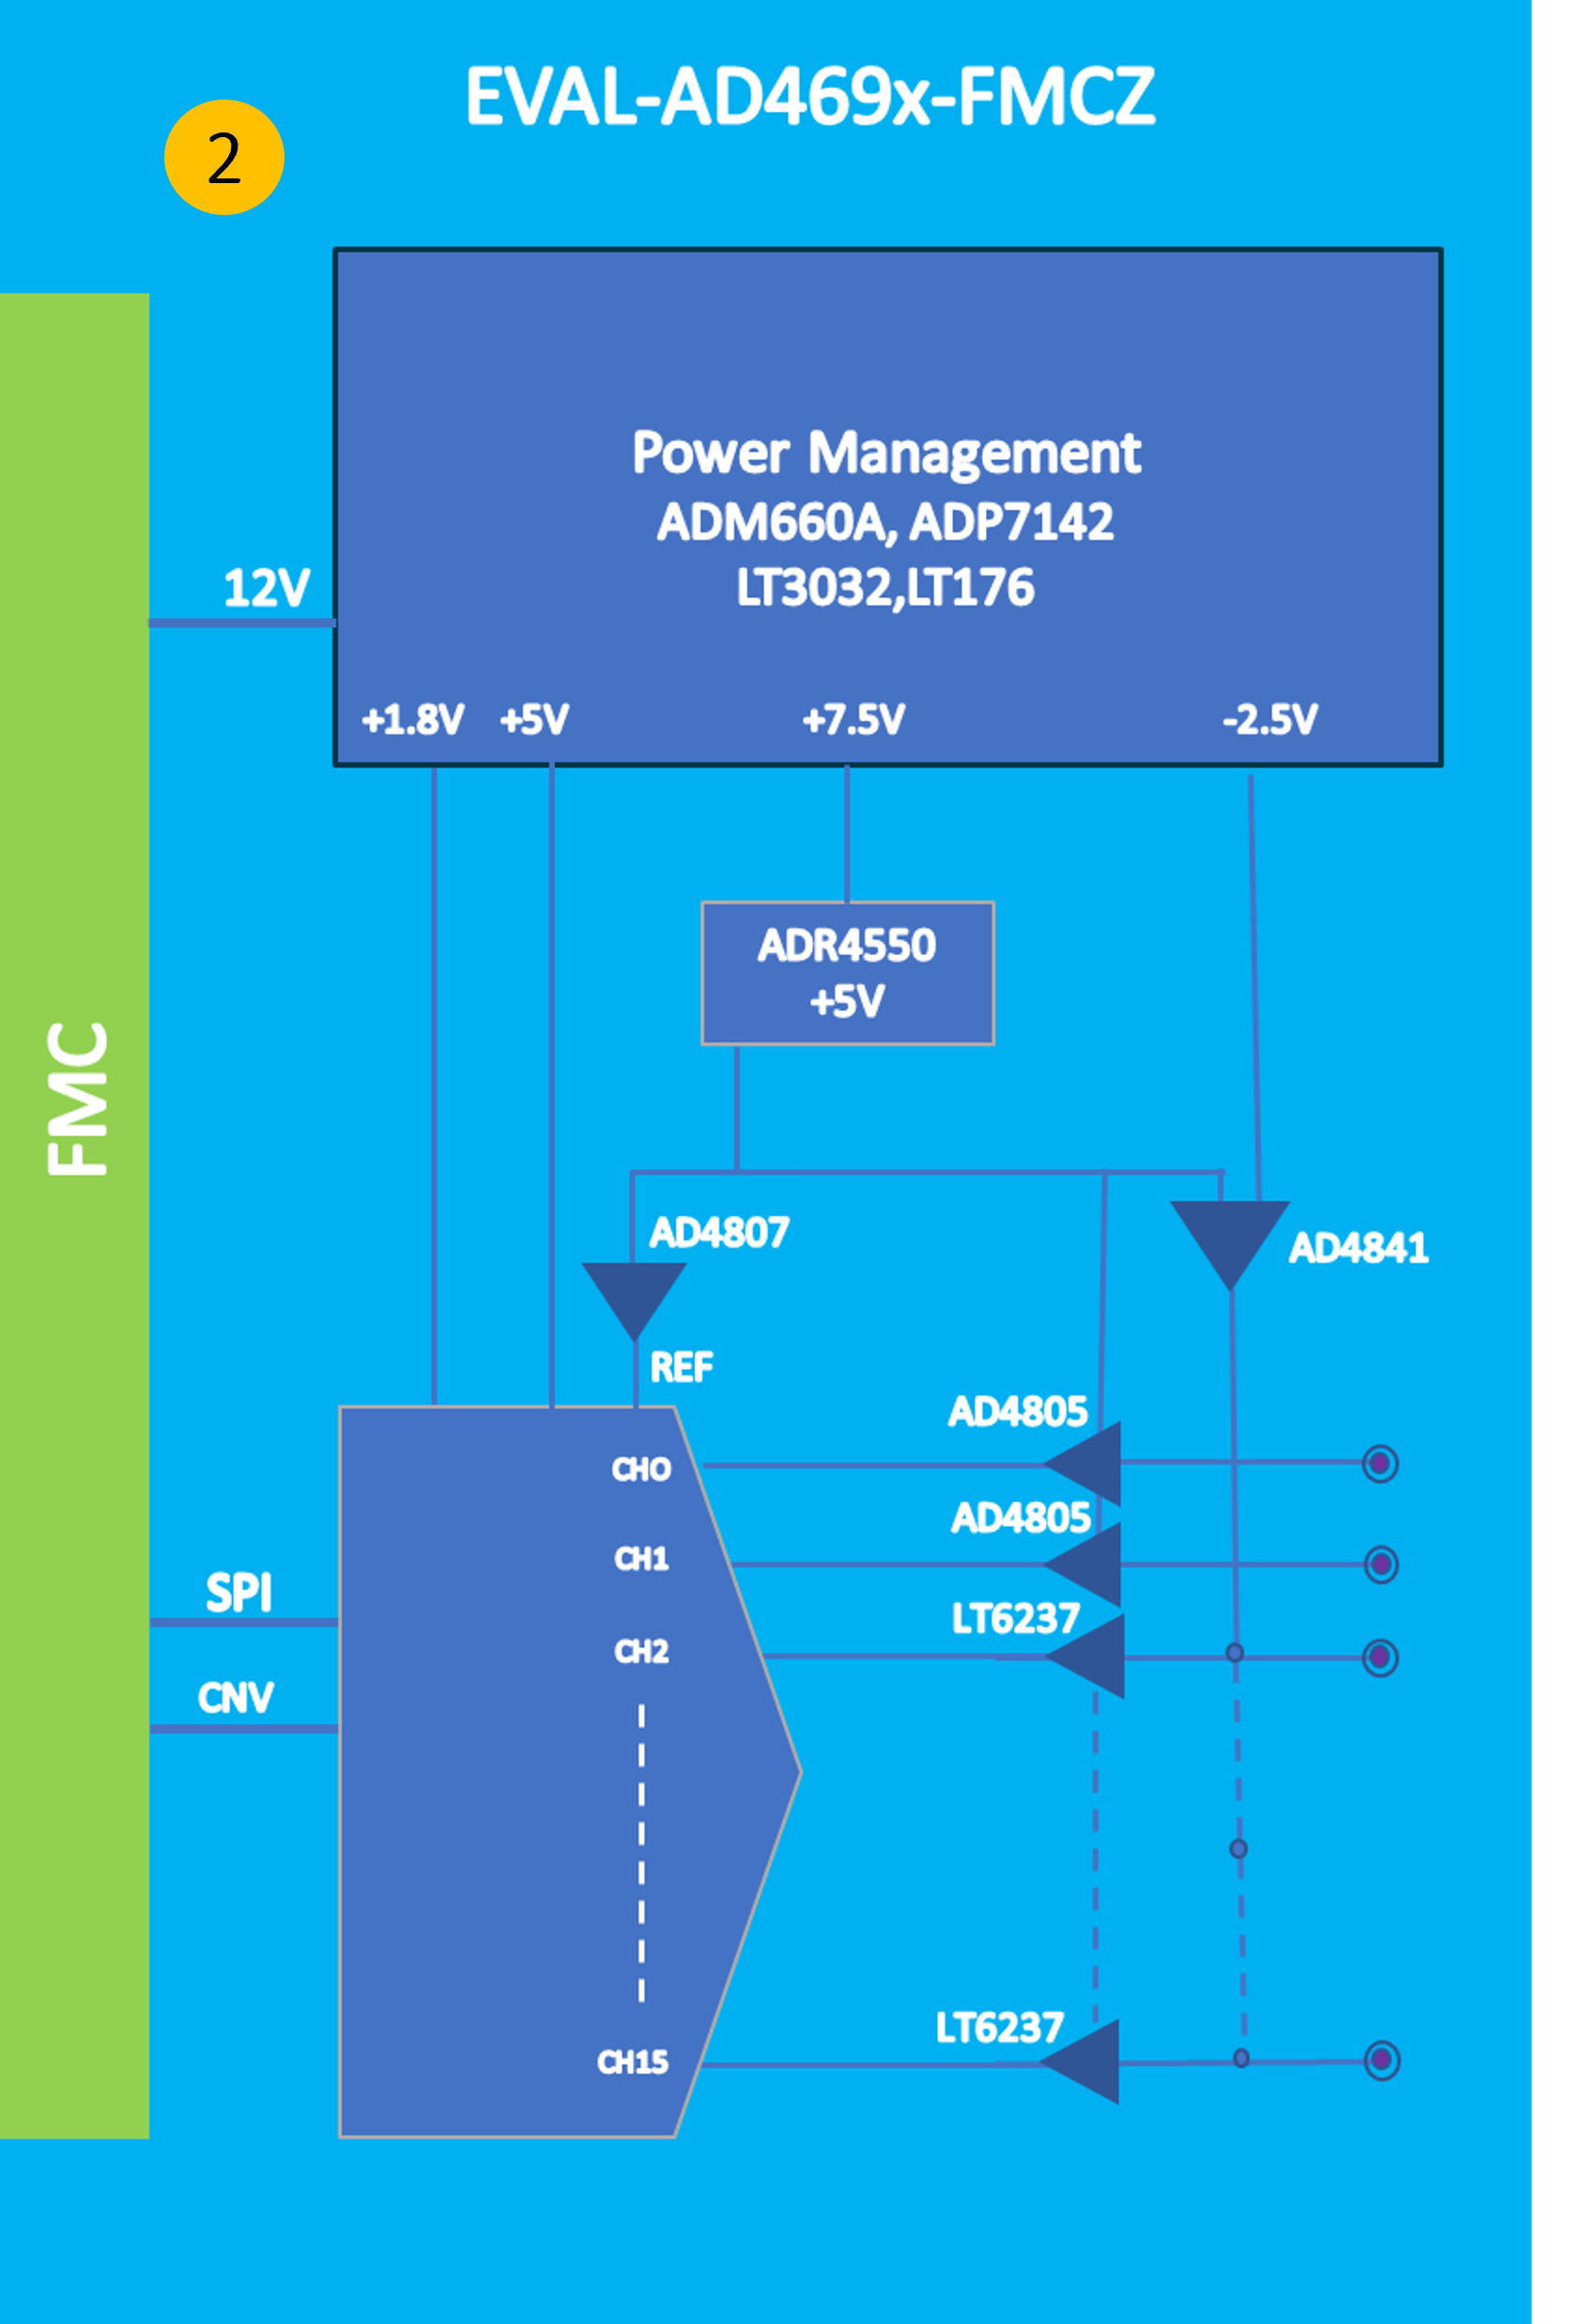 EVAL-AD469x-FMCZ
2
Power Management
ADM660A, ADP7142
LT3032,LT176
12V
+1.8V +5V +7.5V -2.5V
ADR4550
+5V
FMC
AD4807
AD4841
REF
AD4805
CHO
AD4805
CH1
SPI
LT6237
CH2
CNV
LT6237
CH15